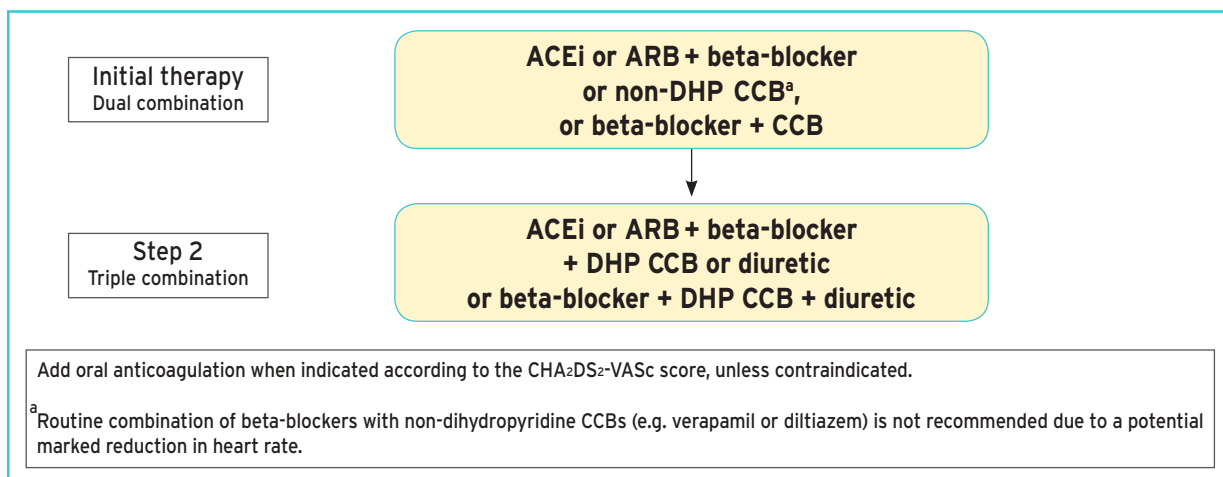 Initial therapy
Dual combination
ACEi or ARB + beta-blocker
or non-DHP CCBᵃ,
or beta-blocker + CCB
Step 2
Triple combination
ACEi or ARB + beta-blocker
+ DHP CCB or diuretic
or beta-blocker + DHP CCB + diuretic
Add oral anticoagulation when indicated according to the CHA₂DS₂-VASc score, unless contraindicated.
ᵃRoutine combination of beta-blockers with non-dihydropyridine CCBs (e.g. verapamil or diltiazem) is not recommended due to a potential
marked reduction in heart rate.